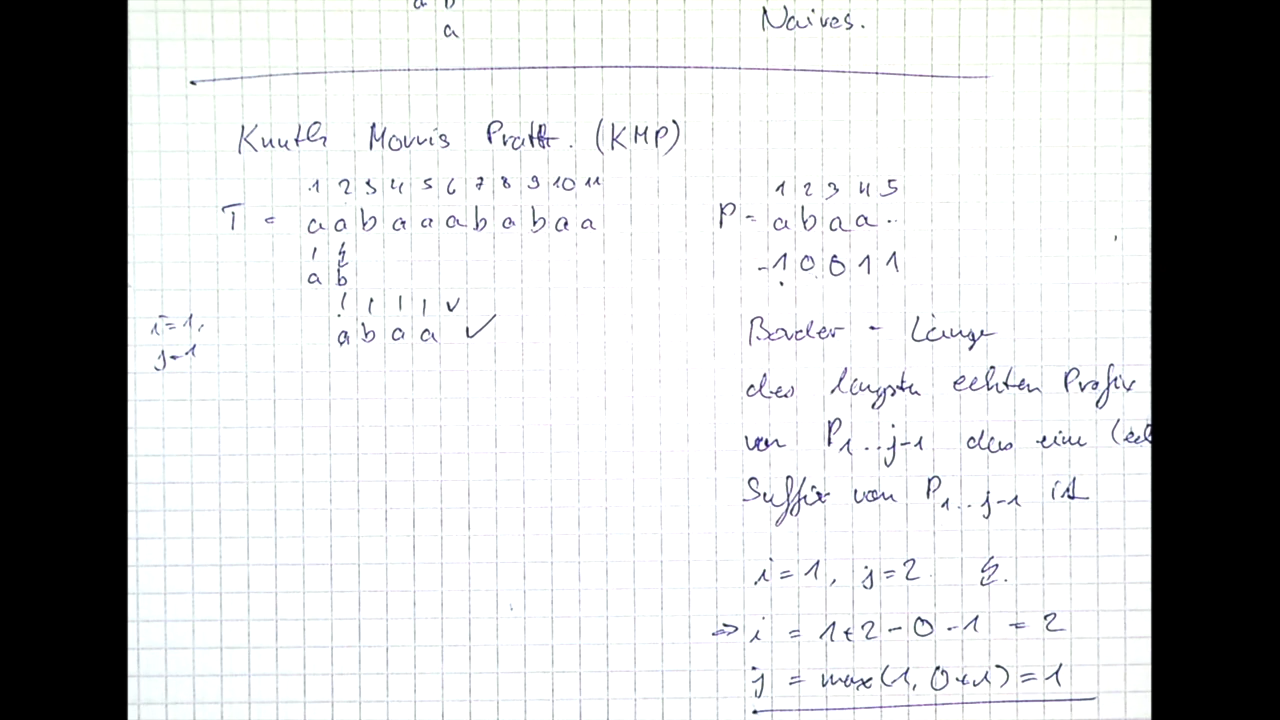 a b
a
Naives.
Knuth Morris Pratt. (KMP)
1 2 3 4 5 6 7 8 9 10 11
T = a a b a a a b a b a a
a b
a b a a ✓
i=1,
j=1
1 2 3 4 5
P = a b a a ..
-1 0 0 1 1
Border - Länge
des längsten echten Präfix
von P1..j-1 das ein
Suffix von P1..j-1 ist
i=1, j=2
⇒ i = 1+2-0-1 = 2
j = max(1, 0+1) = 1